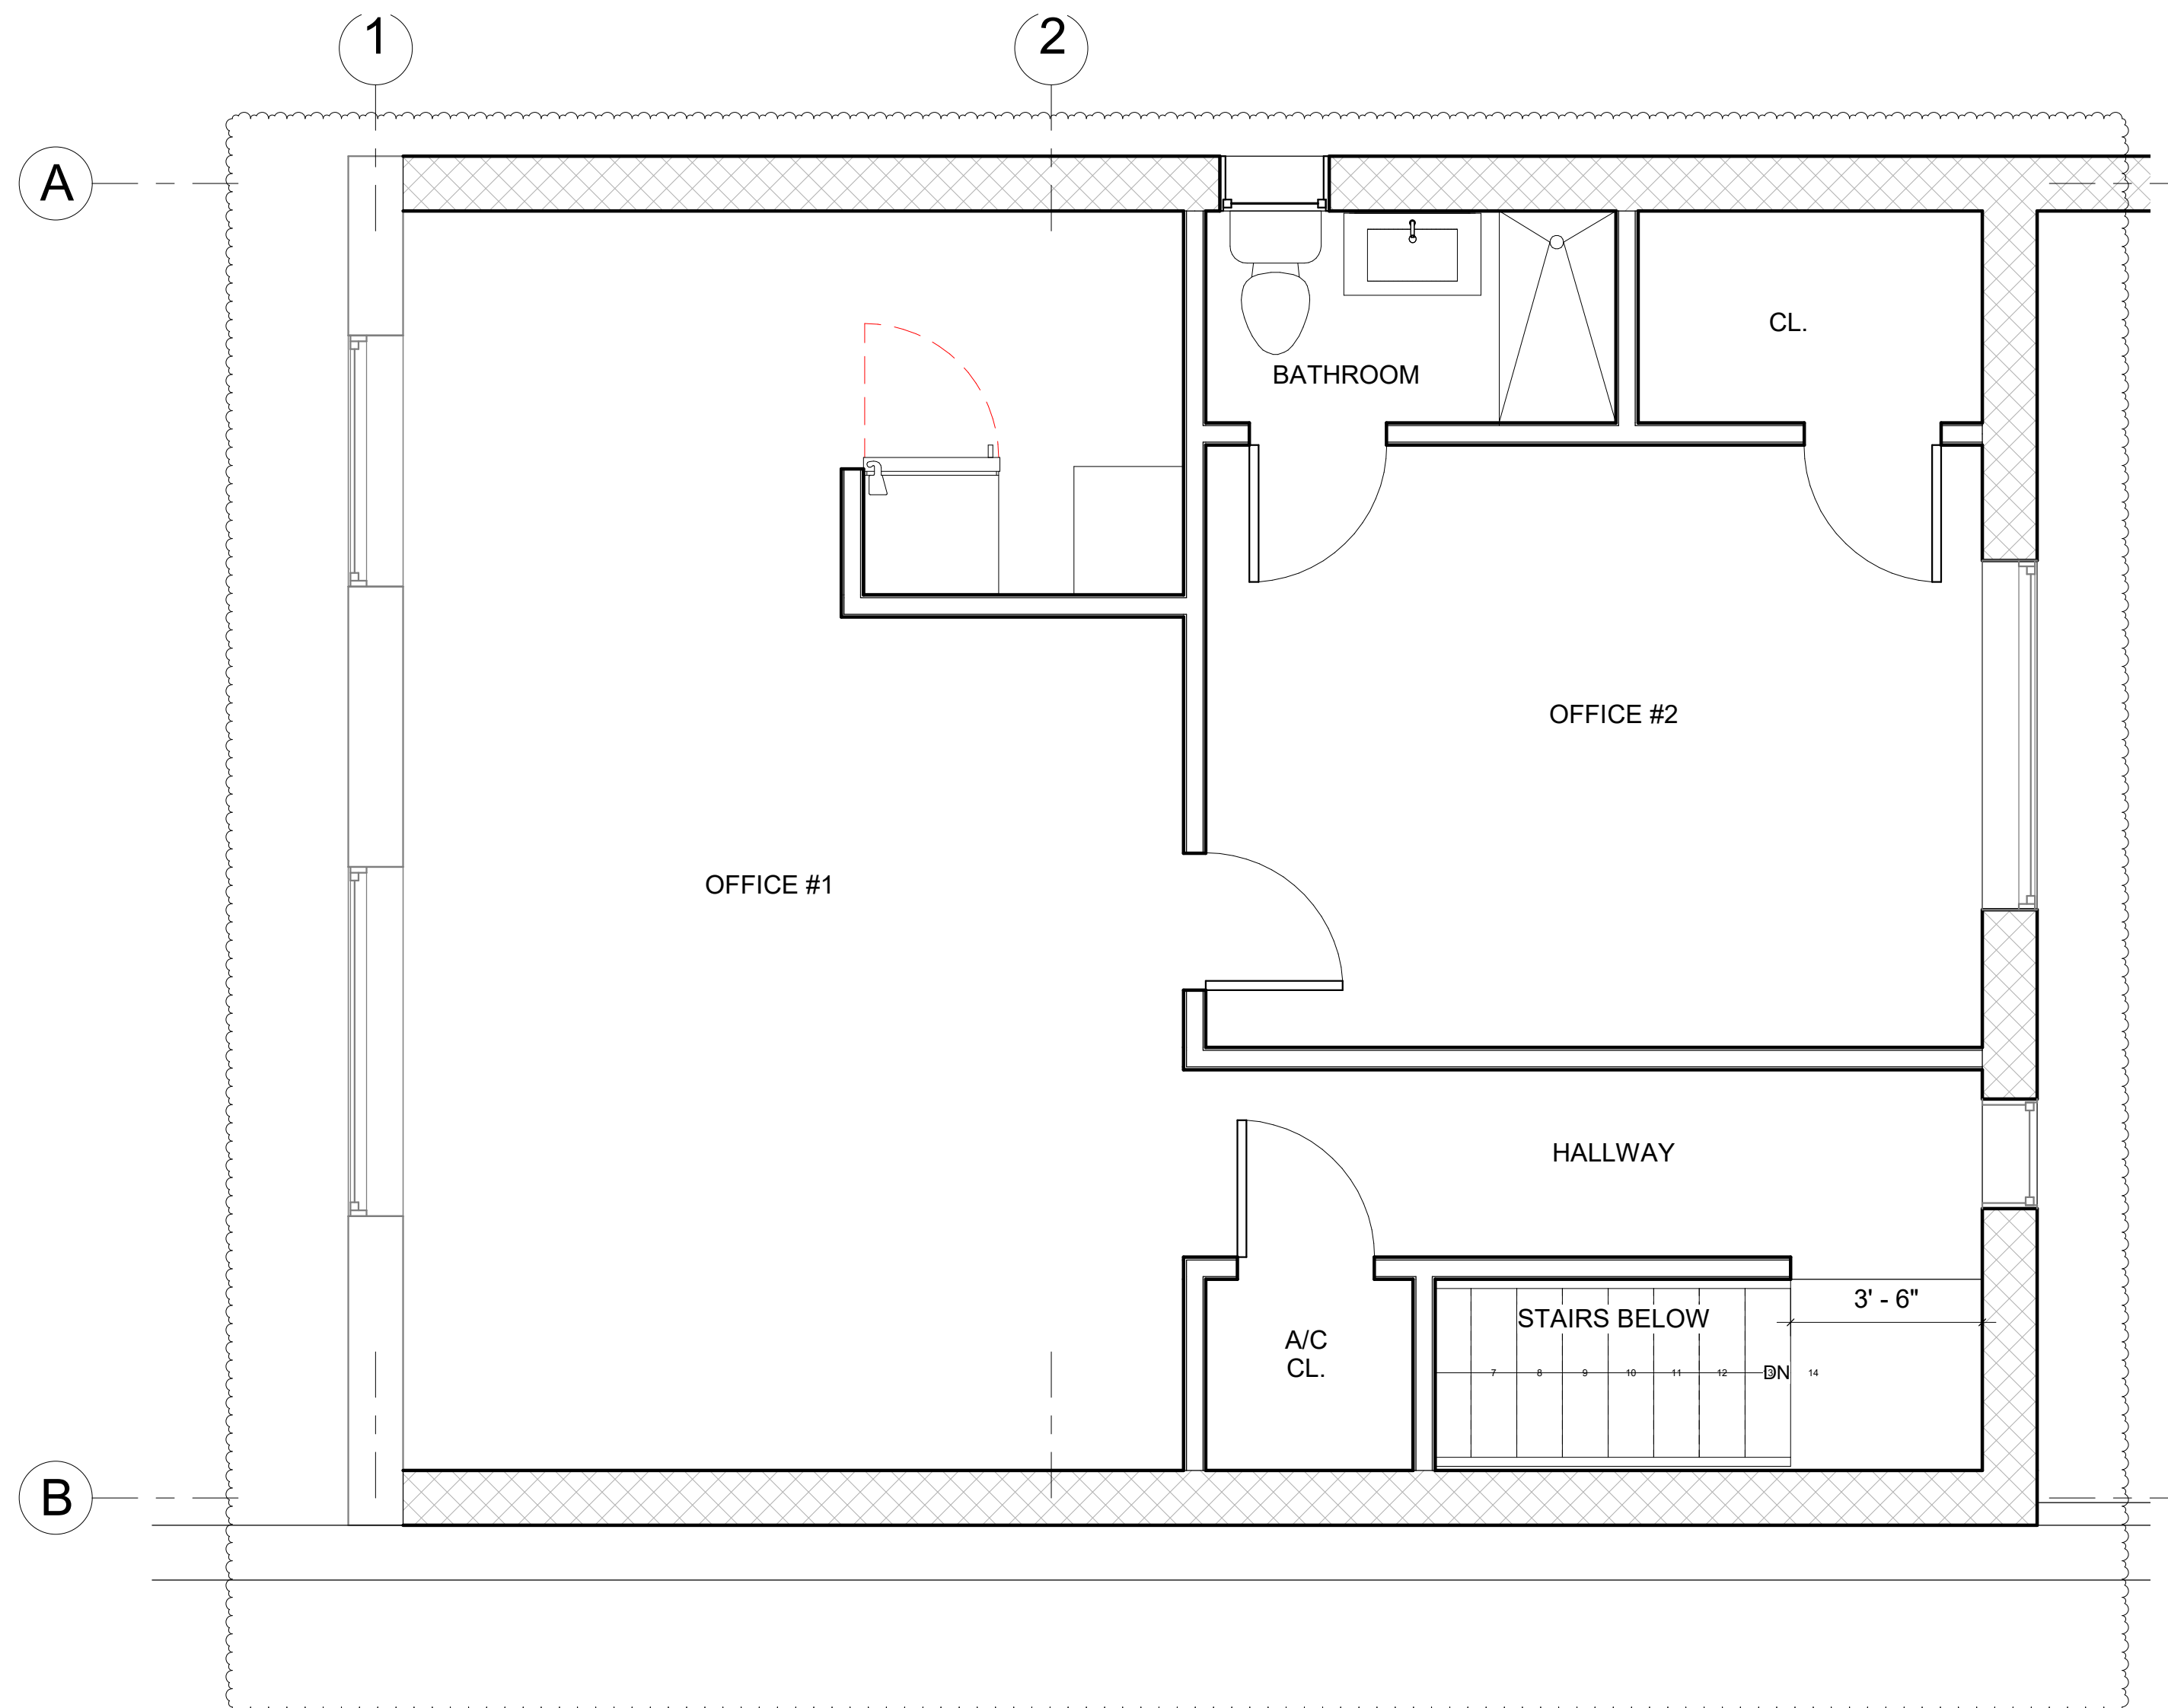 1
2
A
CL.
BATHROOM
OFFICE #2
OFFICE #1
HALLWAY
3' - 6"
STAIRS BELOW
A/C
CL.
7 8 9 10 11 12 13 DN 14
B